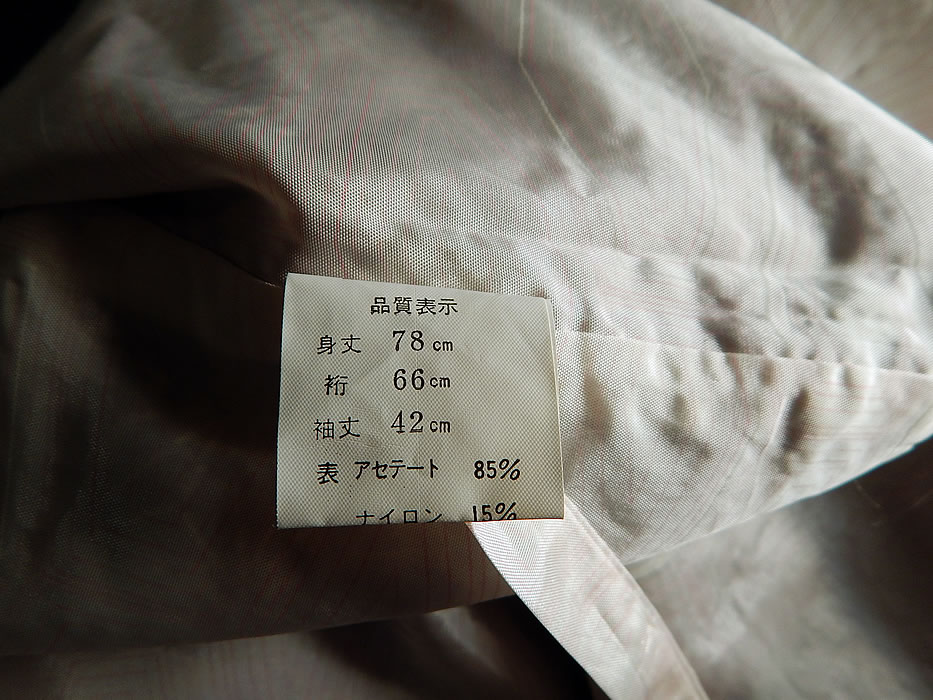 品質表示
身丈 78cm
裄 66cm
袖丈 42cm
表 アセテート 85%
ナイロン 15%